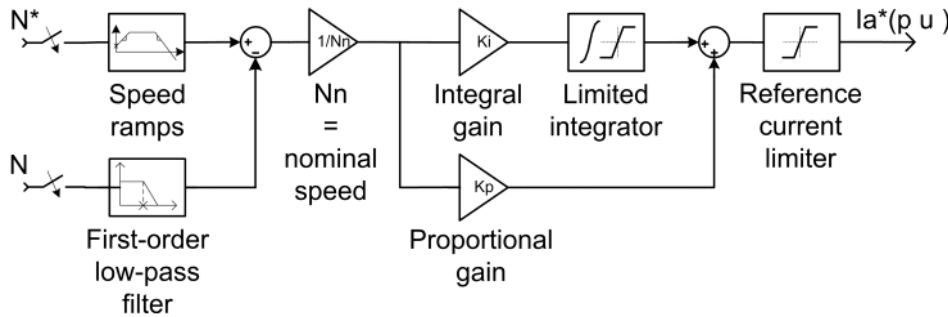 N*
Ia*(p u )
+
-
1/Nn
Ki
+
+
Speed
ramps
Nn
=
nominal
speed
Integral
gain
Limited
integrator
Reference
current
limiter
N
Kp
First-order
low-pass
filter
Proportional
gain